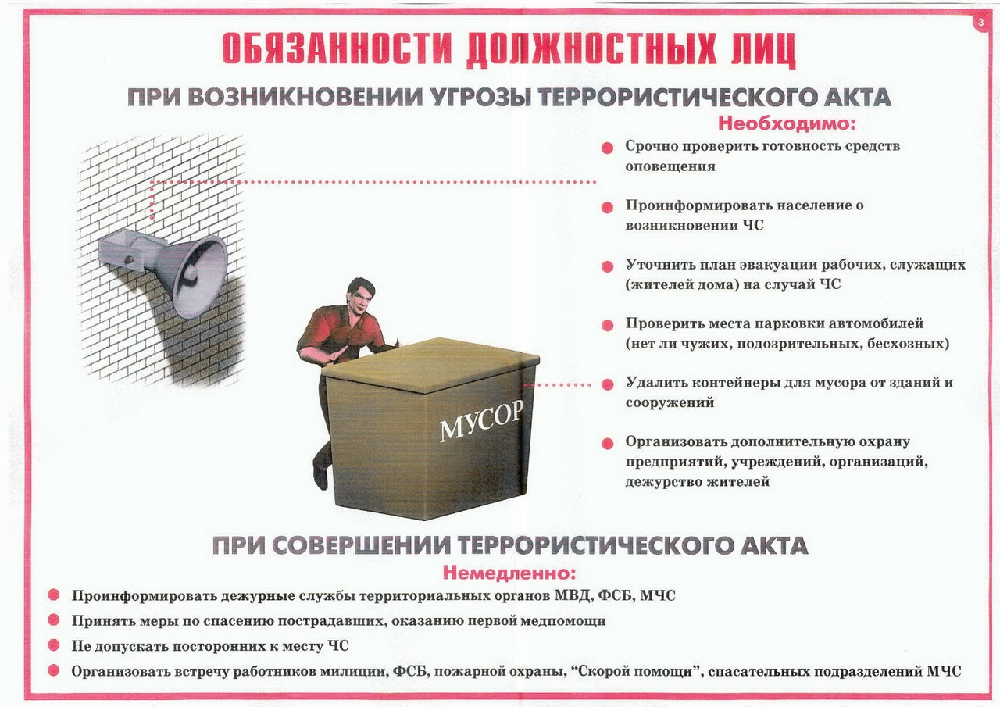 3
ОБЯЗАННОСТИ ДОЛЖНОСТНЫХ ЛИЦ
ПРИ ВОЗНИКНОВЕНИИ УГРОЗЫ ТЕРРОРИСТИЧЕСКОГО АКТА
Необходимо:
Срочно проверить готовность средств
оповещения
Проинформировать население о
возникновении ЧС
Уточнить план эвакуации рабочих, служащих
(жителей дома) на случай ЧС
Проверить места парковки автомобилей
(нет ли чужих, подозрительных, бесхозных)
Удалить контейнеры для мусора от зданий и
сооружений
Организовать дополнительную охрану
предприятий, учреждений, организаций,
дежурство жителей
МУСОР
ПРИ СОВЕРШЕНИИ ТЕРРОРИСТИЧЕСКОГО АКТА
Немедленно:
Проинформировать дежурные службы территориальных органов МВД, ФСБ, МЧС
Принять меры по спасению пострадавших, оказанию первой медпомощи
Не допускать посторонних к месту ЧС
Организовать встречу работников милиции, ФСБ, пожарной охраны, “Скорой помощи”, спасательных подразделений МЧС